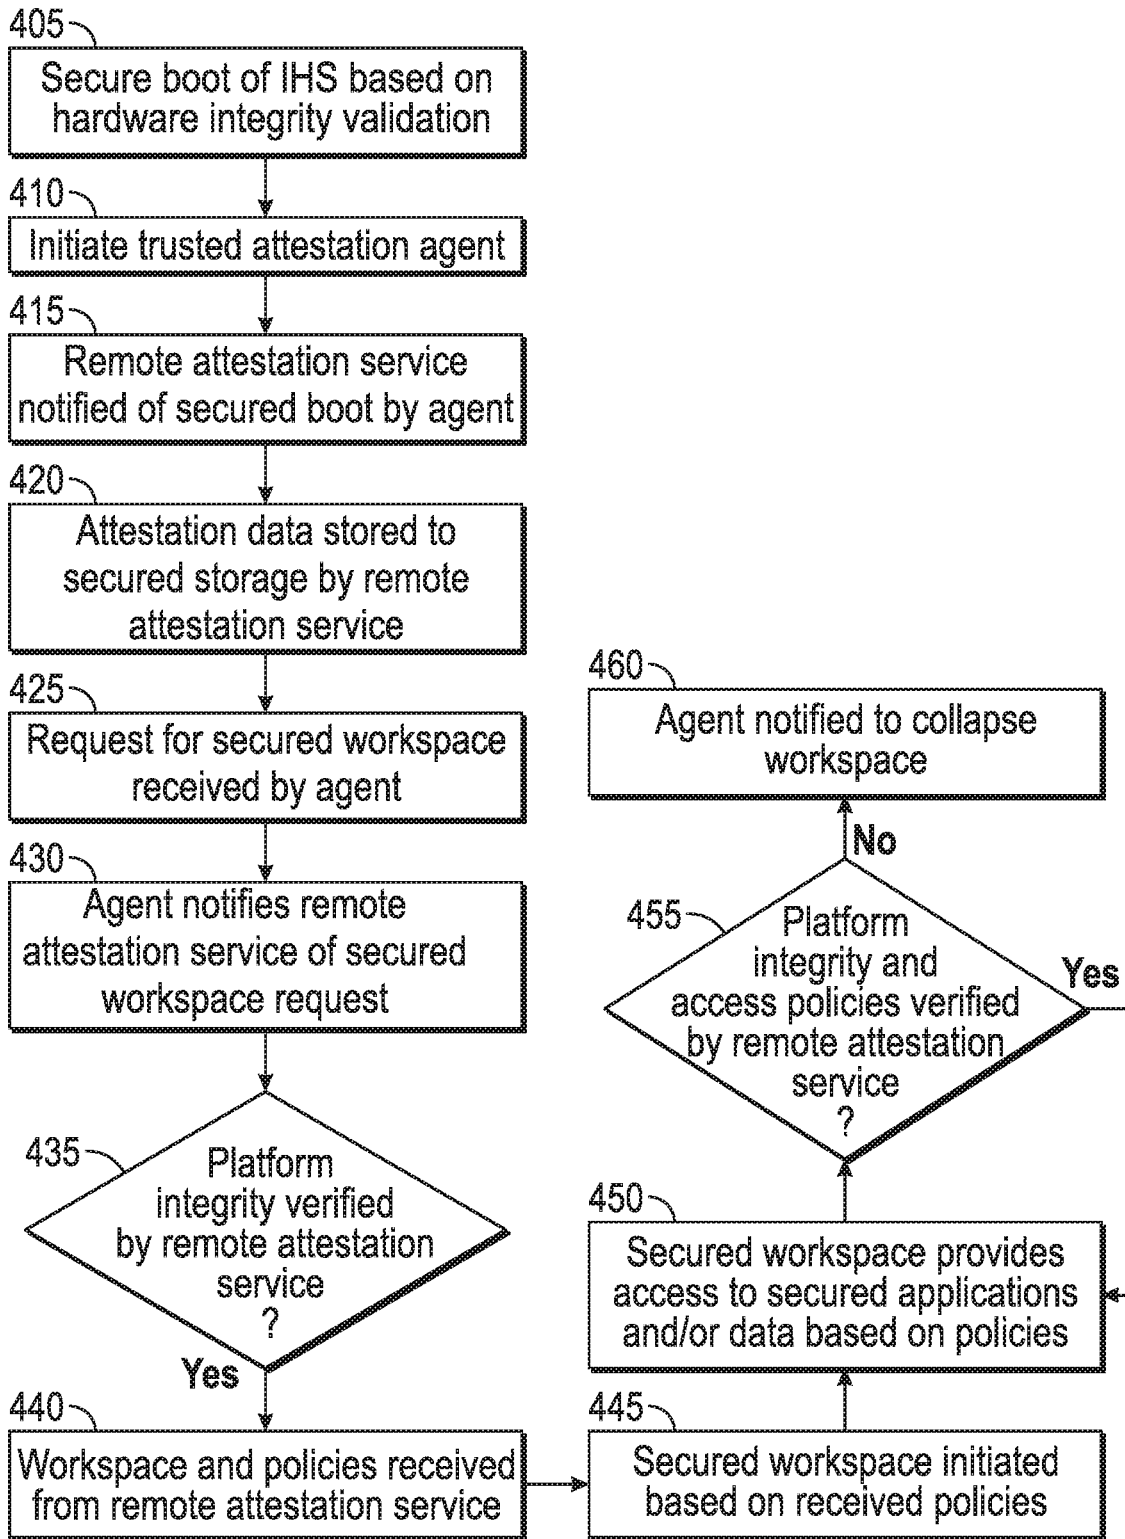 405
Secure boot of IHS based on
hardware integrity validation
410
Initiate trusted attestation agent
415
Remote attestation service
notified of secured boot by agent
420
Attestation data stored to
secured storage by remote
attestation service
425
Request for secured workspace
received by agent
430
Agent notifies remote
attestation service of secured
workspace request
435
Platform
integrity verified
by remote attestation
service
?
Yes
440
Workspace and policies received
from remote attestation service
445
Secured workspace initiated
based on received policies
450
Secured workspace provides
access to secured applications
and/or data based on policies
455
Platform
integrity and
access policies verified
by remote attestation
service
?
Yes
No
460
Agent notified to collapse
workspace